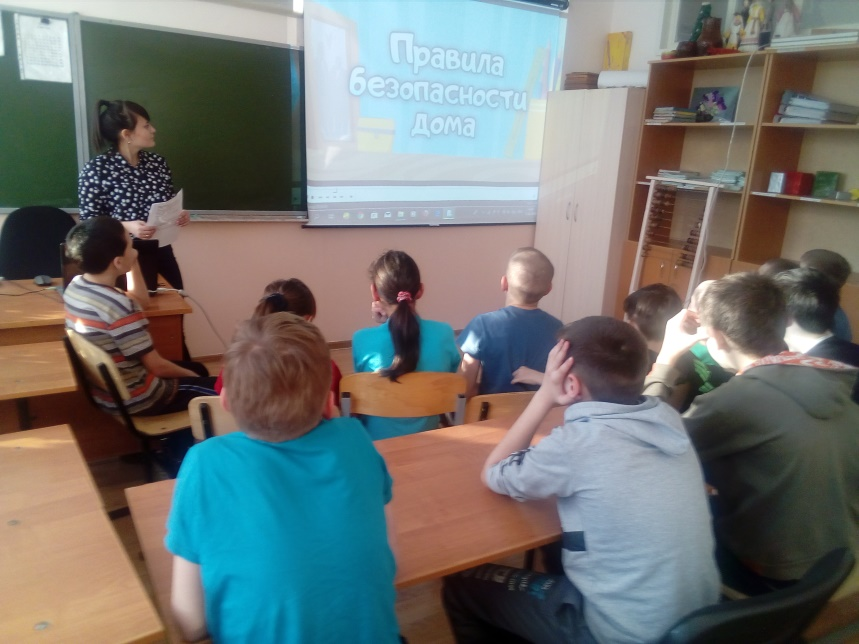 Правила
безопасности
дома